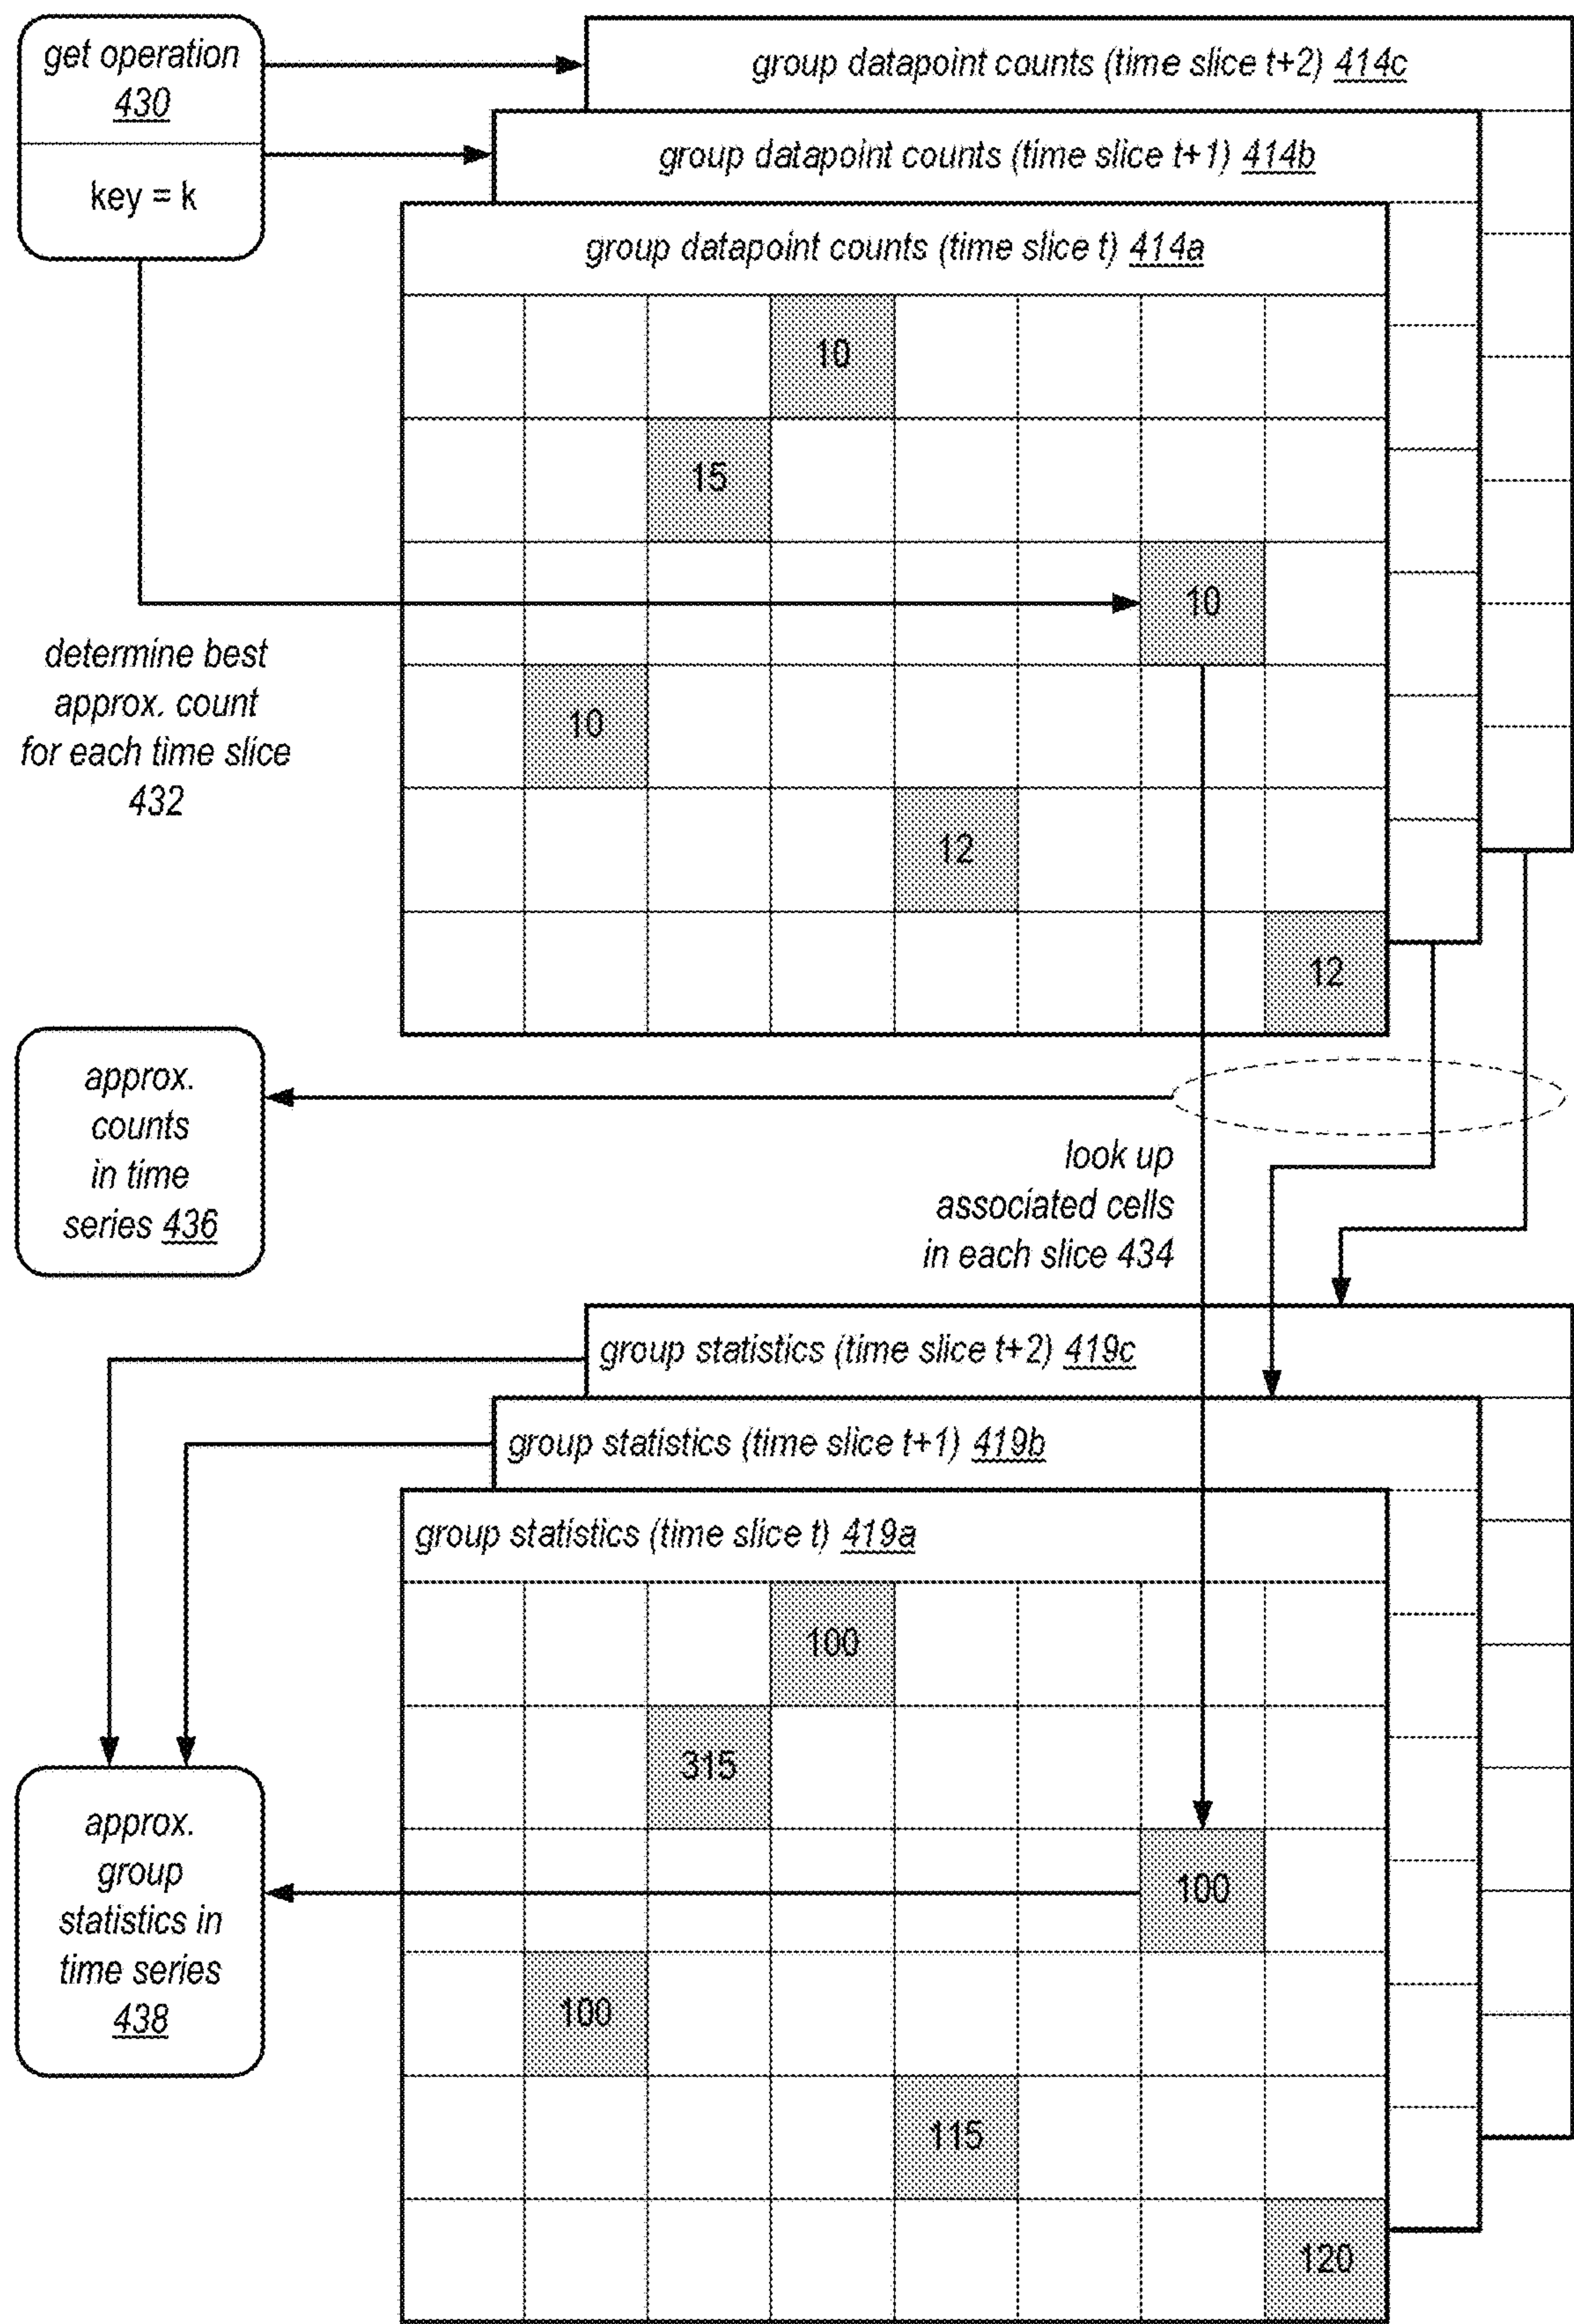 get operation
430
key = k
group datapoint counts (time slice t+2) 414c
group datapoint counts (time slice t+1) 414b
group datapoint counts (time slice t) 414a
10
15
10
10
12
12
determine best
approx. count
for each time slice
432
approx.
counts
in time
series 436
look up
associated cells
in each slice 434
group statistics (time slice t+2) 419c
group statistics (time slice t+1) 419b
group statistics (time slice t) 419a
100
315
100
100
115
120
approx.
group
statistics in
time series
438